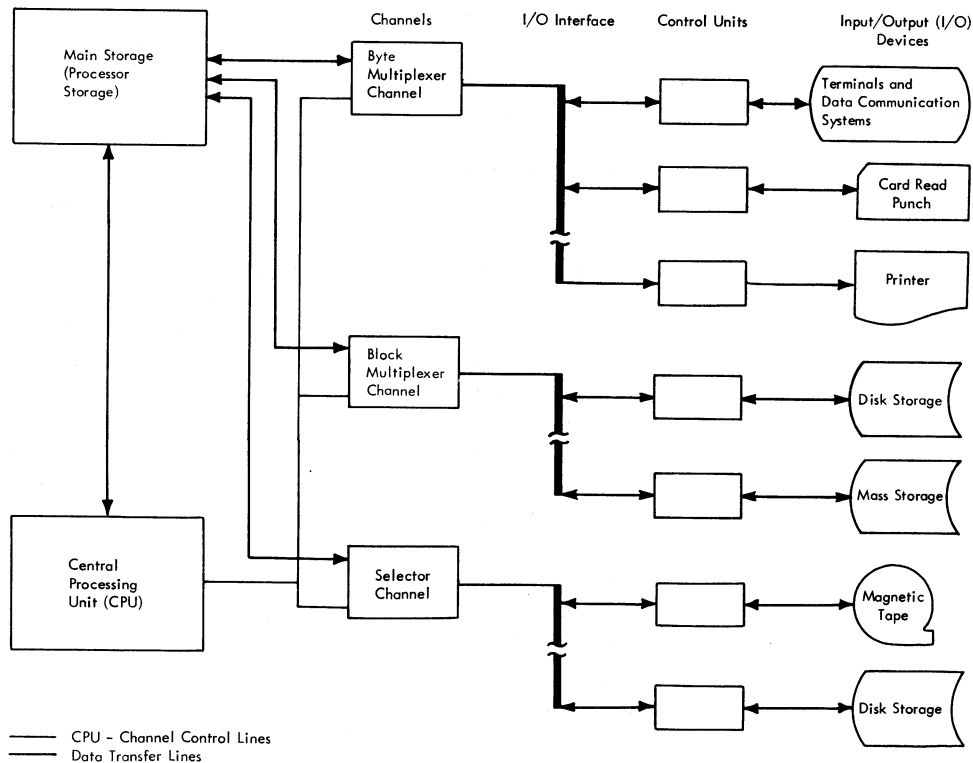 Channels
I/O Interface
Control Units
Input/Output (I/O)
Devices
Main Storage
(Processor
Storage)
Byte
Multiplexer
Channel
Terminals and
Data Communication
Systems
Card Read
Punch
Printer
Block
Multiplexer
Channel
Disk Storage
Mass Storage
Central
Processing
Unit (CPU)
Selector
Channel
Magnetic
Tape
Disk Storage
CPU - Channel Control Lines
Data Transfer Lines